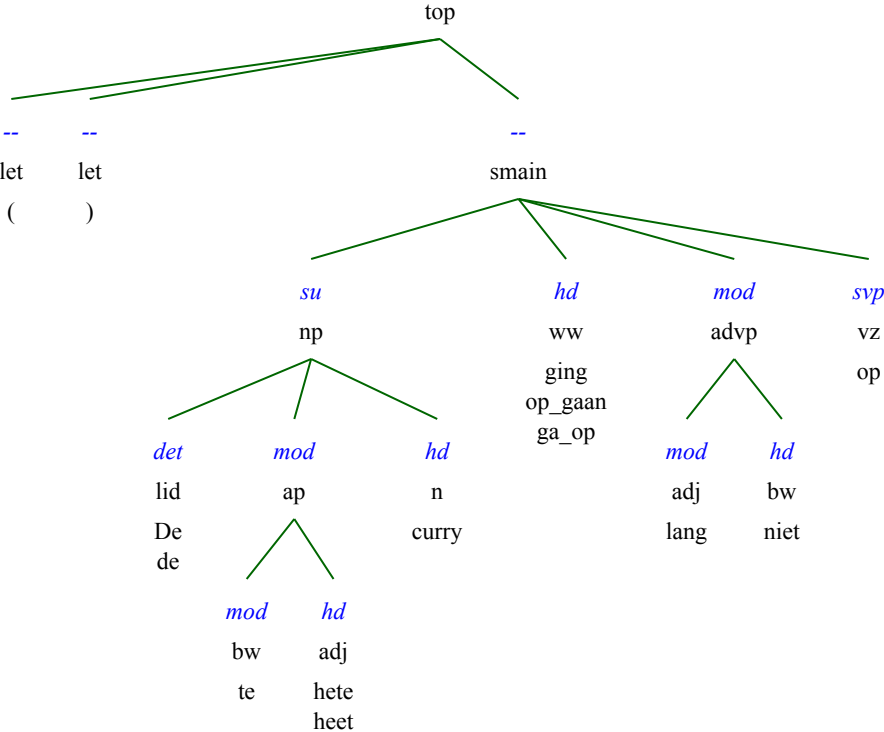 top
-- -- --
let let smain
( )
su hd mod svp
np ww advp vz
ging op
op_gaan
ga_op
det mod hd mod hd
lid ap n adj bw
De curry lang niet
de
mod hd
bw adj
te hete
heet